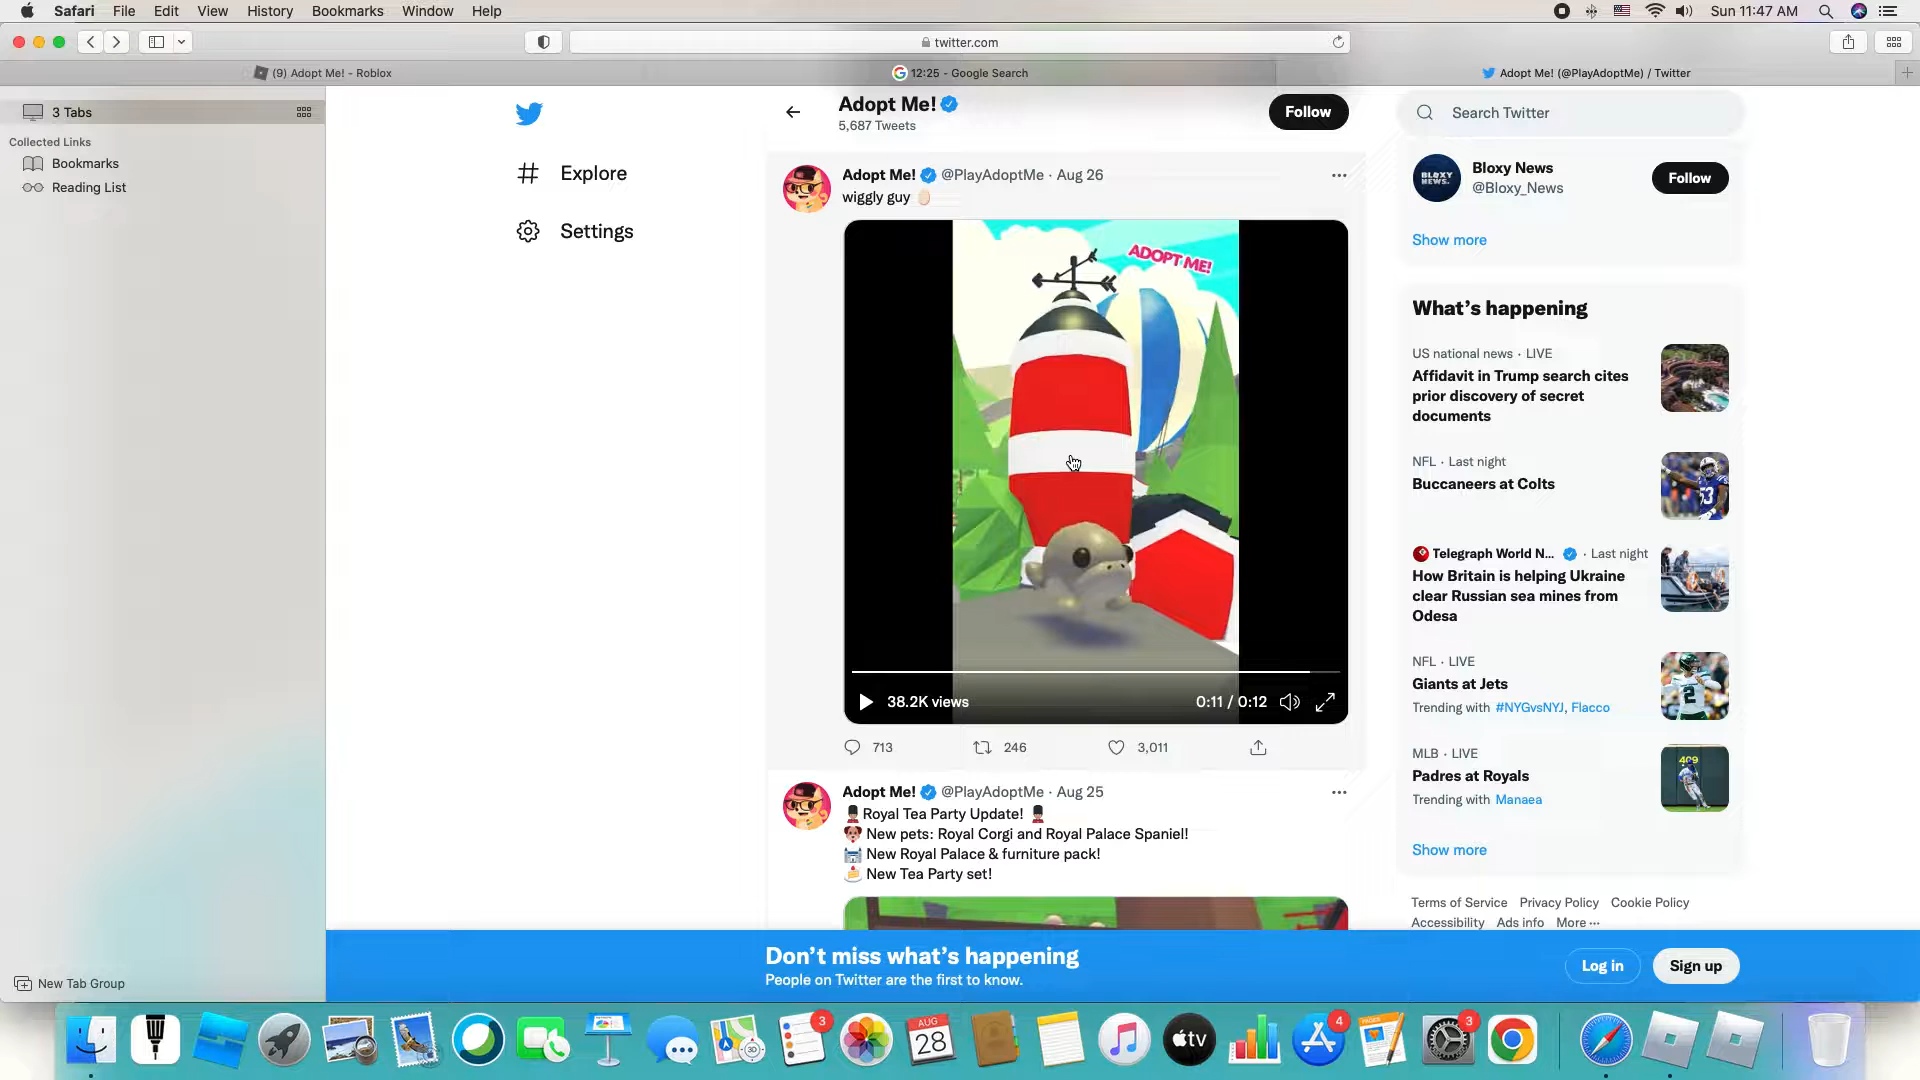 Safari File Edit View History Bookmarks Window Help Sun 11:47 AM
twitter.com
(9) Adopt Me! - Roblox
12:25 - Google Search
Adopt Me! (@PlayAdoptMe) / Twitter
3 Tabs
Collected Links
Bookmarks
Reading List
New Tab Group
Explore
Settings
Adopt Me!
5,687 Tweets
Follow
Adopt Me! @PlayAdoptMe · Aug 26
wiggly guy
ADOPT ME!
38.2K views 0:11 / 0:12
713 246 3,011
Adopt Me! @PlayAdoptMe · Aug 25
Royal Tea Party Update!
New pets: Royal Corgi and Royal Palace Spaniel!
New Royal Palace & furniture pack!
New Tea Party set!
Search Twitter
BLOXY
NEWS.
Bloxy News
@Bloxy_News
Follow
Show more
What's happening
US national news · LIVE
Affidavit in Trump search cites
prior discovery of secret
documents
NFL · Last night
Buccaneers at Colts
Telegraph World N... · Last night
How Britain is helping Ukraine
clear Russian sea mines from
Odesa
NFL · LIVE
Giants at Jets
Trending with #NYGvsNYJ, Flacco
MLB · LIVE
Padres at Royals
Trending with Manaea
Show more
Terms of Service Privacy Policy Cookie Policy
Accessibility Ads info More ···
Don't miss what's happening
People on Twitter are the first to know.
Log in
Sign up
3D
3
AUG
28
tv
4
PAGES
3